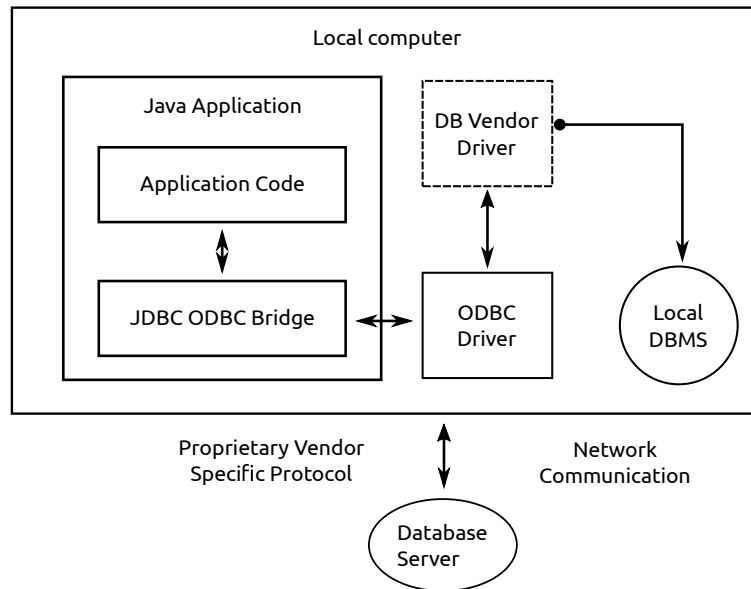 Local computer
Java Application
DB Vendor
Driver
Application Code
JDBC ODBC Bridge
ODBC
Driver
Local
DBMS
Proprietary Vendor
Specific Protocol
Network
Communication
Database
Server